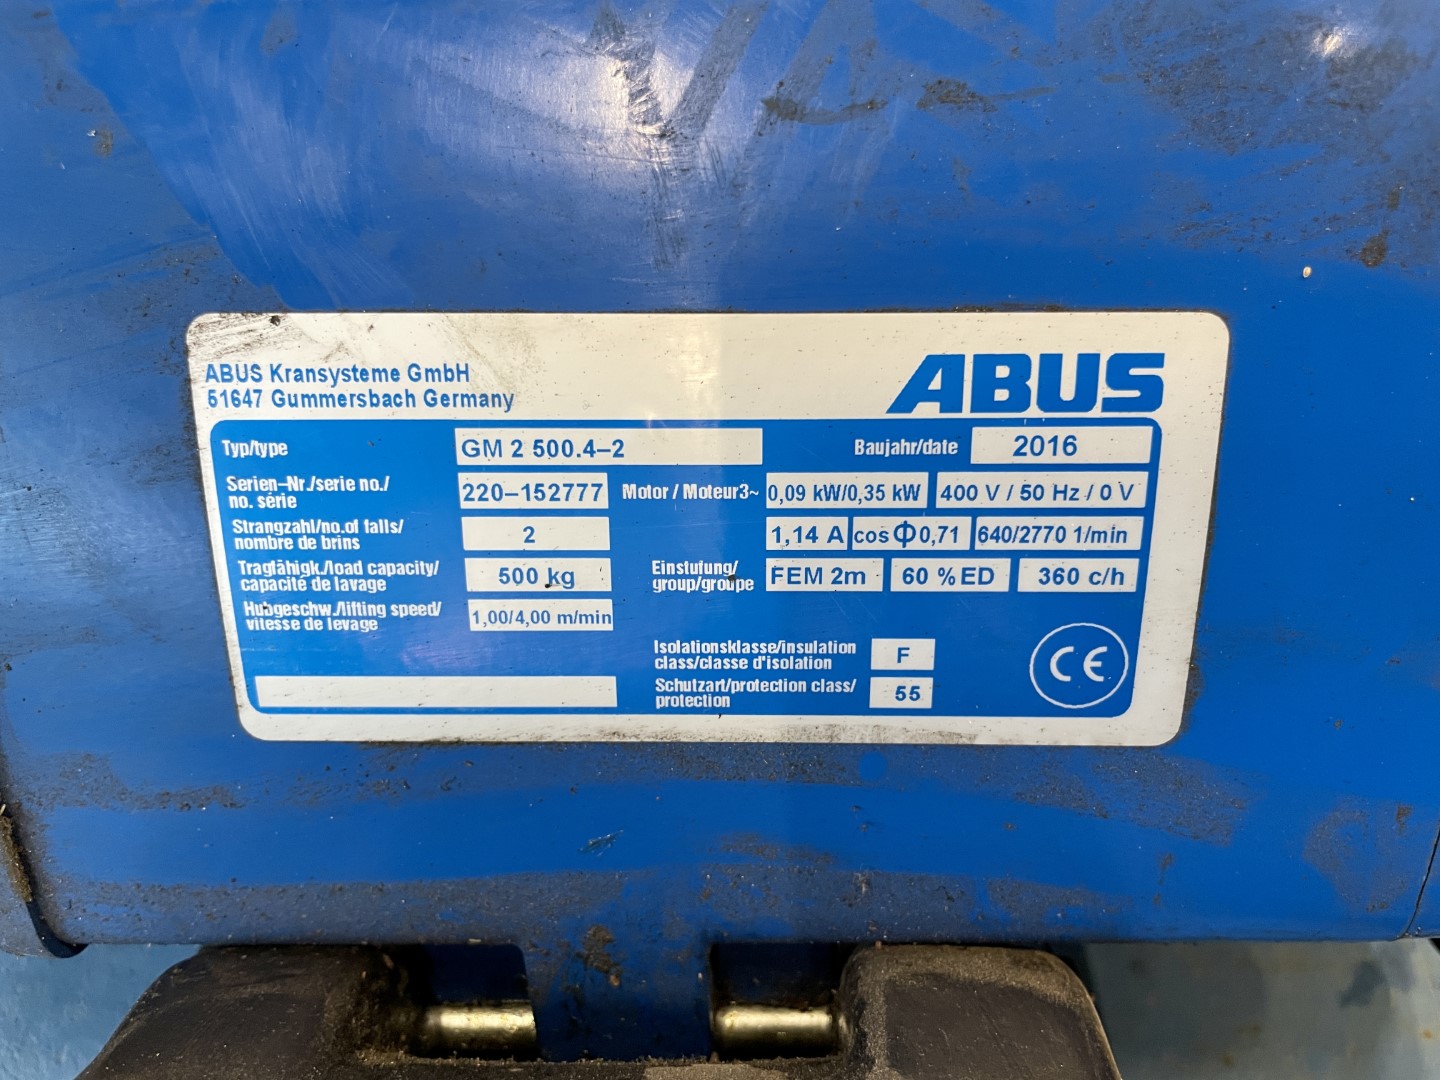 ABUS Kransysteme GmbH
51647 Gummersbach Germany
ABUS
Typ/type GM 2 500.4-2 Baujahr/date 2016
Serien-Nr./serie no./
no. série 220-152777 Motor / Moteur3~ 0,09 kW/0,35 kW 400 V / 50 Hz / 0 V
Strangzahl/no.of falls/
nombre de brins 2 1,14 A cos Φ 0,71 640/2770 1/min
Tragfähigk./load capacity/
capacité de lavage 500 kg Einstufung/
group/groupe FEM 2m 60 % ED 360 c/h
Hubgeschw./lifting speed/
vitesse de levage 1,00/4,00 m/min
Isolationsklasse/insulation
class/classe d'isolation F
Schutzart/protection class/
protection 55
CE